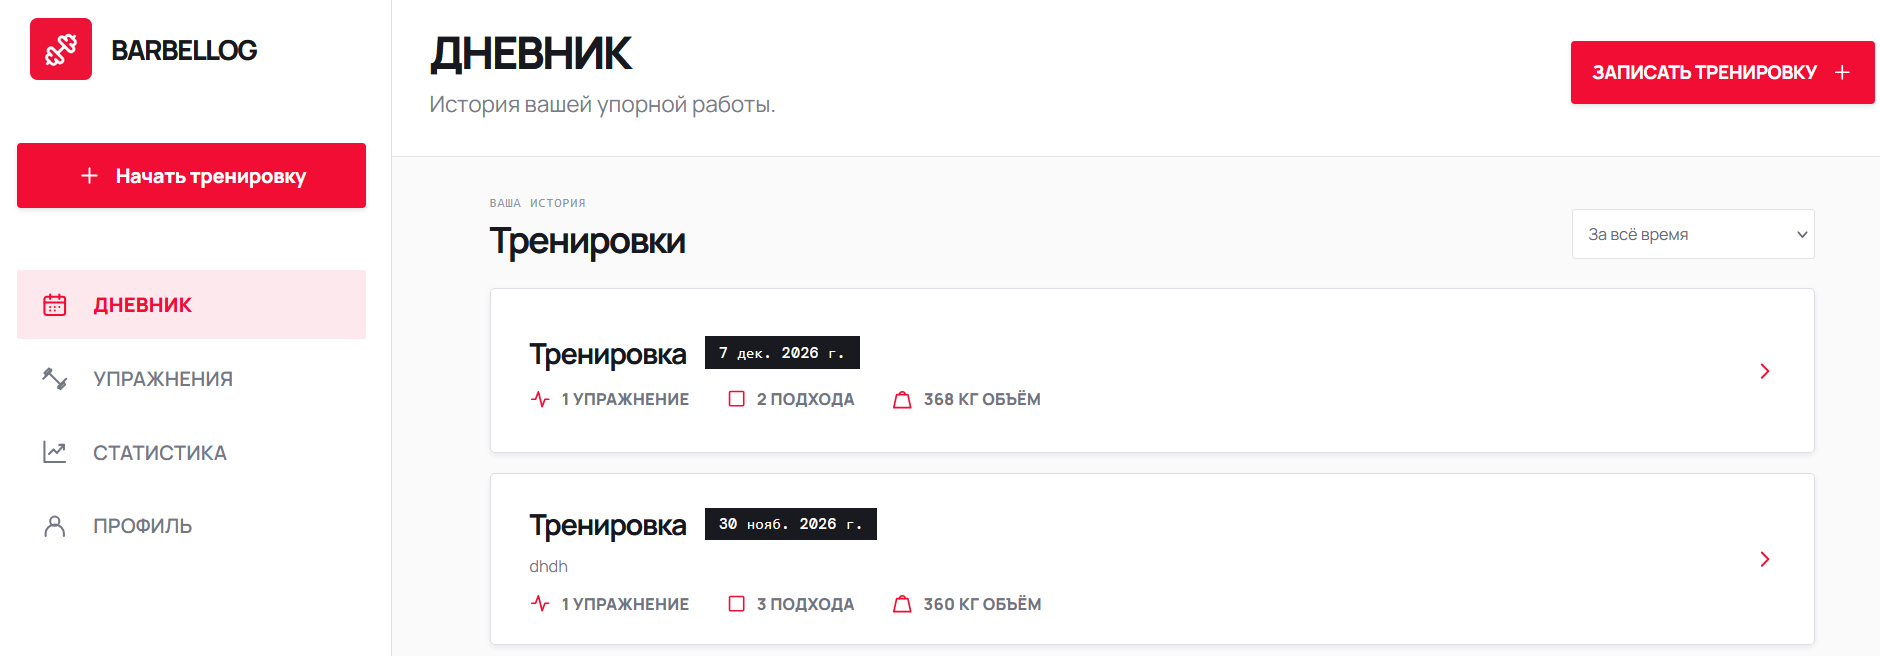 BARBELLOG
Начать тренировку
ДНЕВНИК
УПРАЖНЕНИЯ
СТАТИСТИКА
ПРОФИЛЬ
ДНЕВНИК
История вашей упорной работы.
ЗАПИСАТЬ ТРЕНИРОВКУ +
ВАША ИСТОРИЯ
Тренировки
За всё время
Тренировка 7 дек. 2026 г.
1 УПРАЖНЕНИЕ 2 ПОДХОДА 368 КГ ОБЪЁМ
Тренировка 30 нояб. 2026 г.
dhdh
1 УПРАЖНЕНИЕ 3 ПОДХОДА 360 КГ ОБЪЁМ